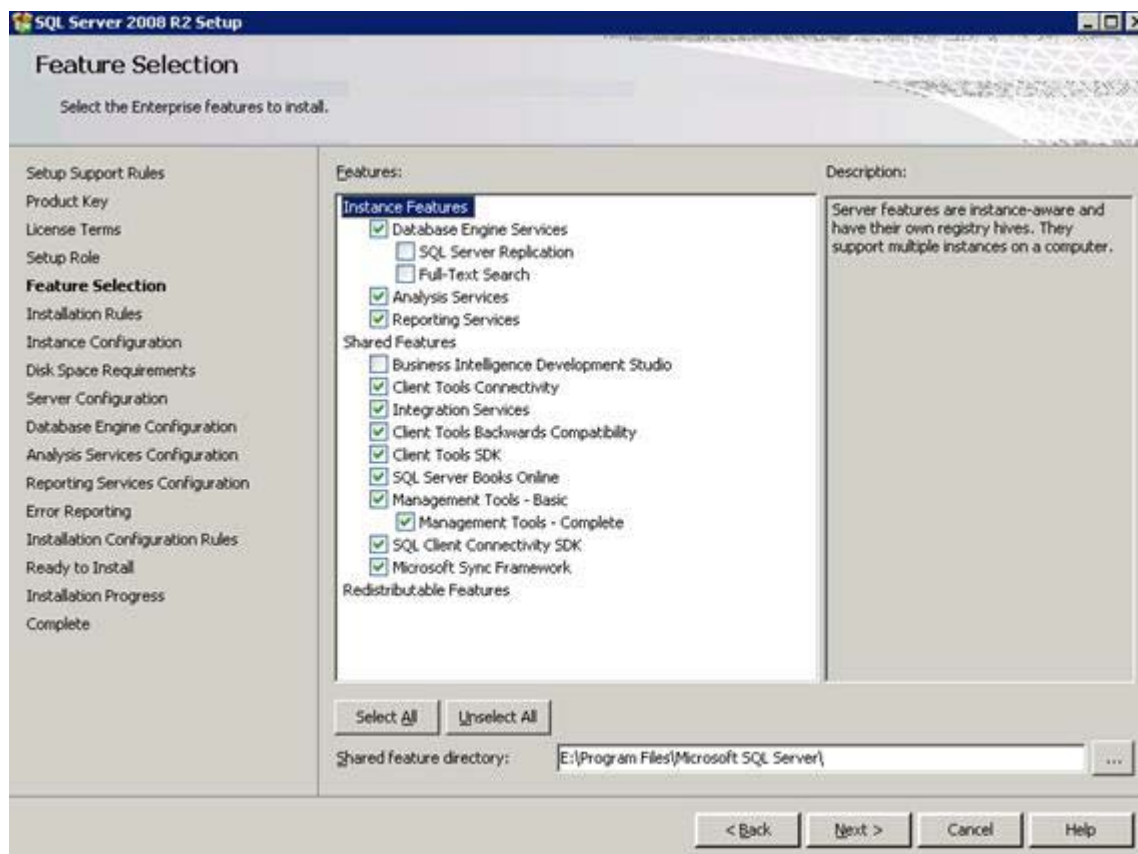 SQL Server 2008 R2 Setup
Feature Selection
Select the Enterprise features to install.
Setup Support Rules
Product Key
License Terms
Setup Role
Feature Selection
Installation Rules
Instance Configuration
Disk Space Requirements
Server Configuration
Database Engine Configuration
Analysis Services Configuration
Reporting Services Configuration
Error Reporting
Installation Configuration Rules
Ready to Install
Installation Progress
Complete
Features:
Instance Features
Database Engine Services
SQL Server Replication
Full-Text Search
Analysis Services
Reporting Services
Shared Features
Business Intelligence Development Studio
Client Tools Connectivity
Integration Services
Client Tools Backwards Compatibility
Client Tools SDK
SQL Server Books Online
Management Tools - Basic
Management Tools - Complete
SQL Client Connectivity SDK
Microsoft Sync Framework
Redistributable Features
Description:
Server features are instance-aware and
have their own registry hives. They
support multiple instances on a computer.
Select All
Unselect All
Shared feature directory:
E:\Program Files\Microsoft SQL Server\
...
< Back
Next >
Cancel
Help